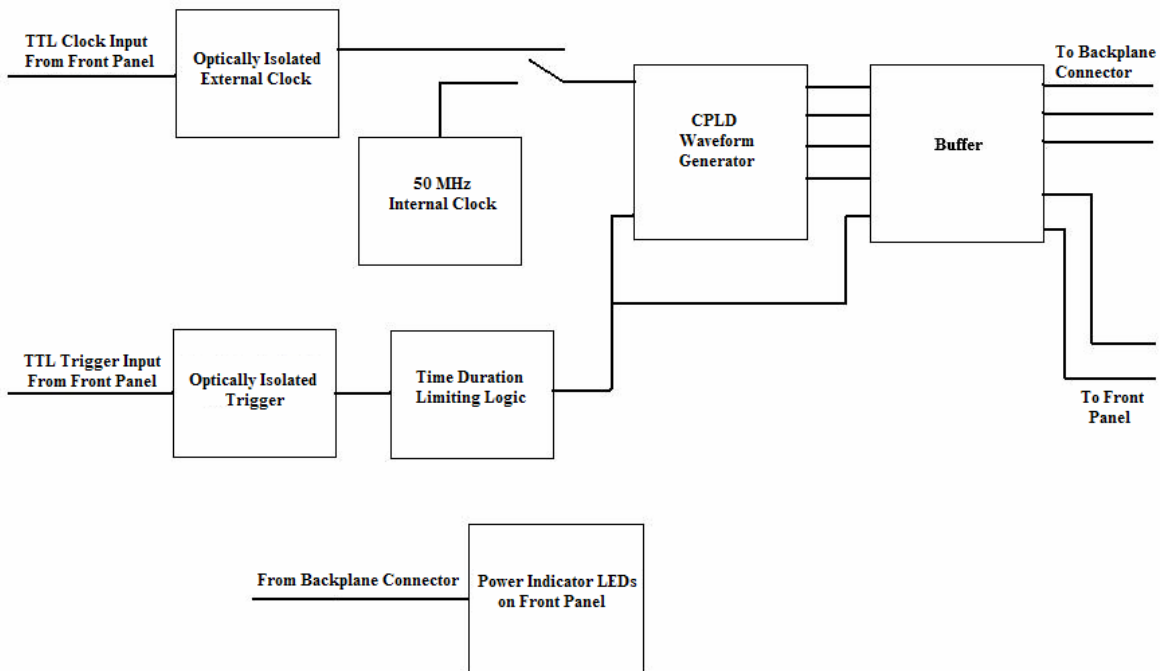 TTL Clock Input
From Front Panel
Optically Isolated
External Clock
50 MHz
Internal Clock
CPLD
Waveform
Generator
Buffer
To Backplane
Connector
TTL Trigger Input
From Front Panel
Optically Isolated
Trigger
Time Duration
Limiting Logic
To Front
Panel
From Backplane Connector
Power Indicator LEDs
on Front Panel